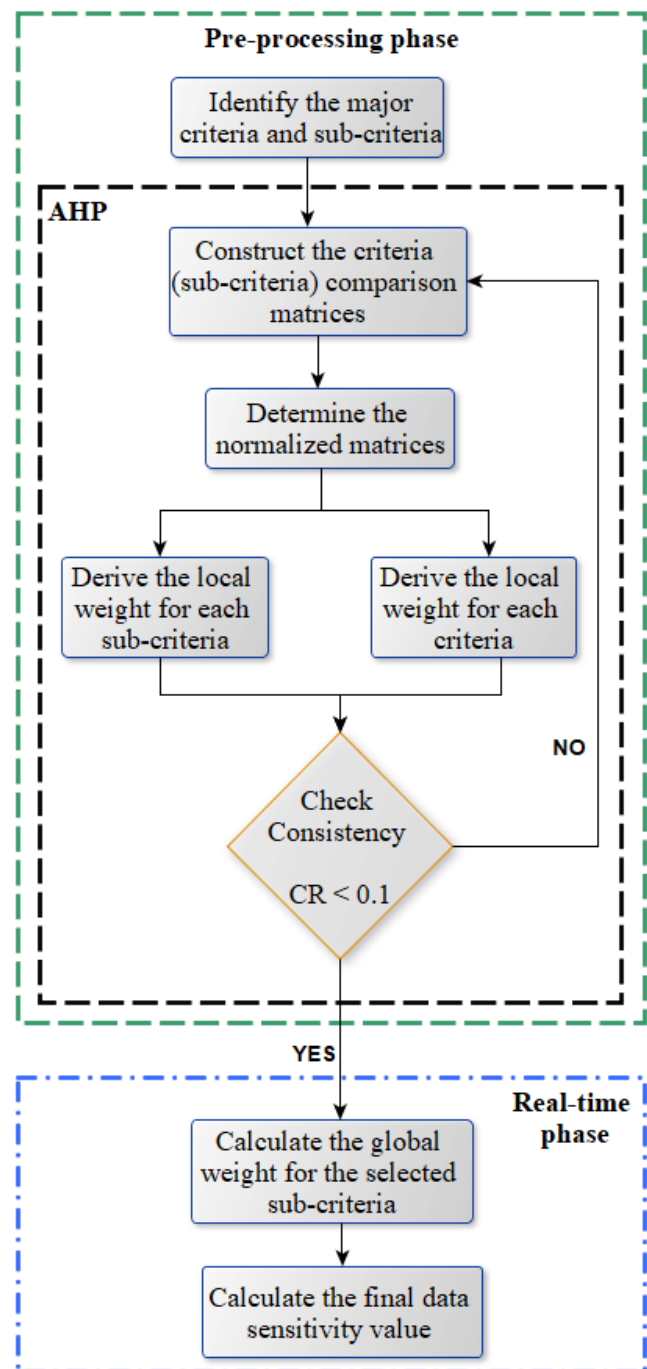 Pre-processing phase
Identify the major
criteria and sub-criteria
AHP
Construct the criteria
(sub-criteria) comparison
matrices
Determine the
normalized matrices
Derive the local
weight for each
sub-criteria
Derive the local
weight for each
criteria
NO
Check
Consistency
CR < 0.1
YES
Real-time
phase
Calculate the global
weight for the selected
sub-criteria
Calculate the final data
sensitivity value